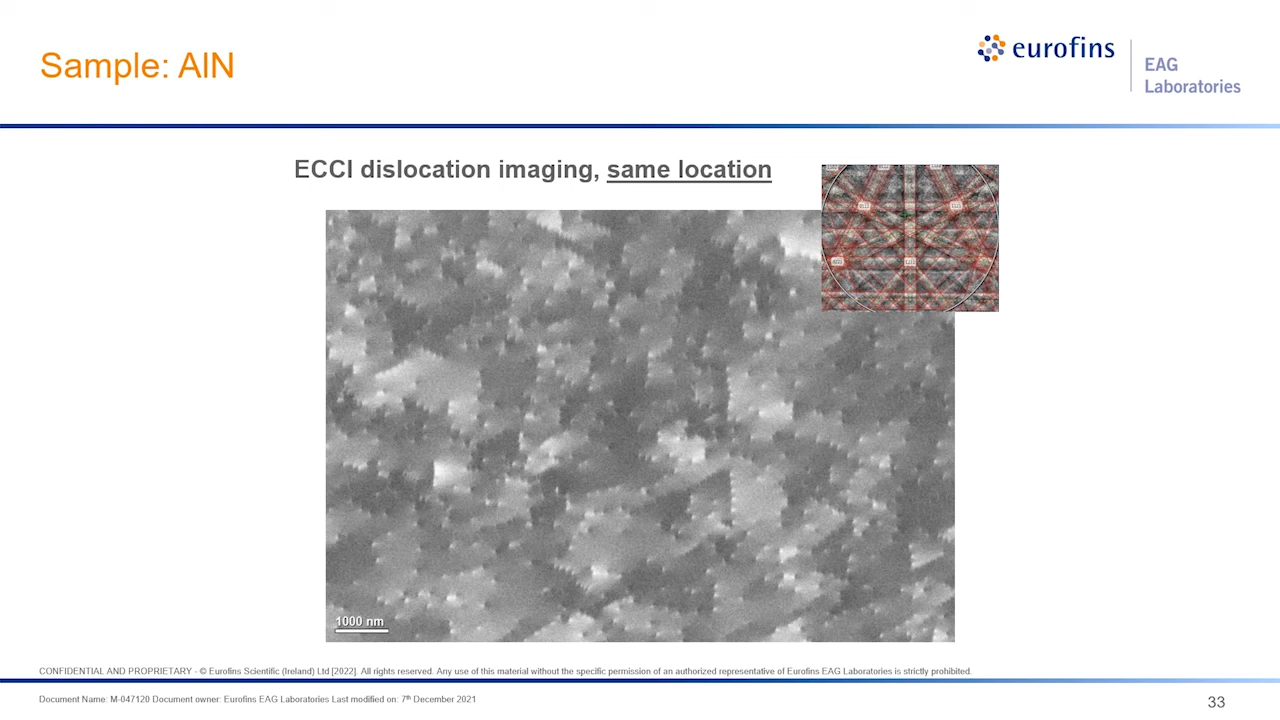 Sample: AlN
eurofins
EAG
Laboratories
ECCI dislocation imaging, same location
1000 nm
CONFIDENTIAL AND PROPRIETARY - © Eurofins Scientific (Ireland) Ltd [2022]. All rights reserved. Any use of this material without the specific permission of an authorized representative of Eurofins EAG Laboratories is strictly prohibited.
Document Name: M-047120 Document owner: Eurofins EAG Laboratories Last modified on: 7th December 2021
33